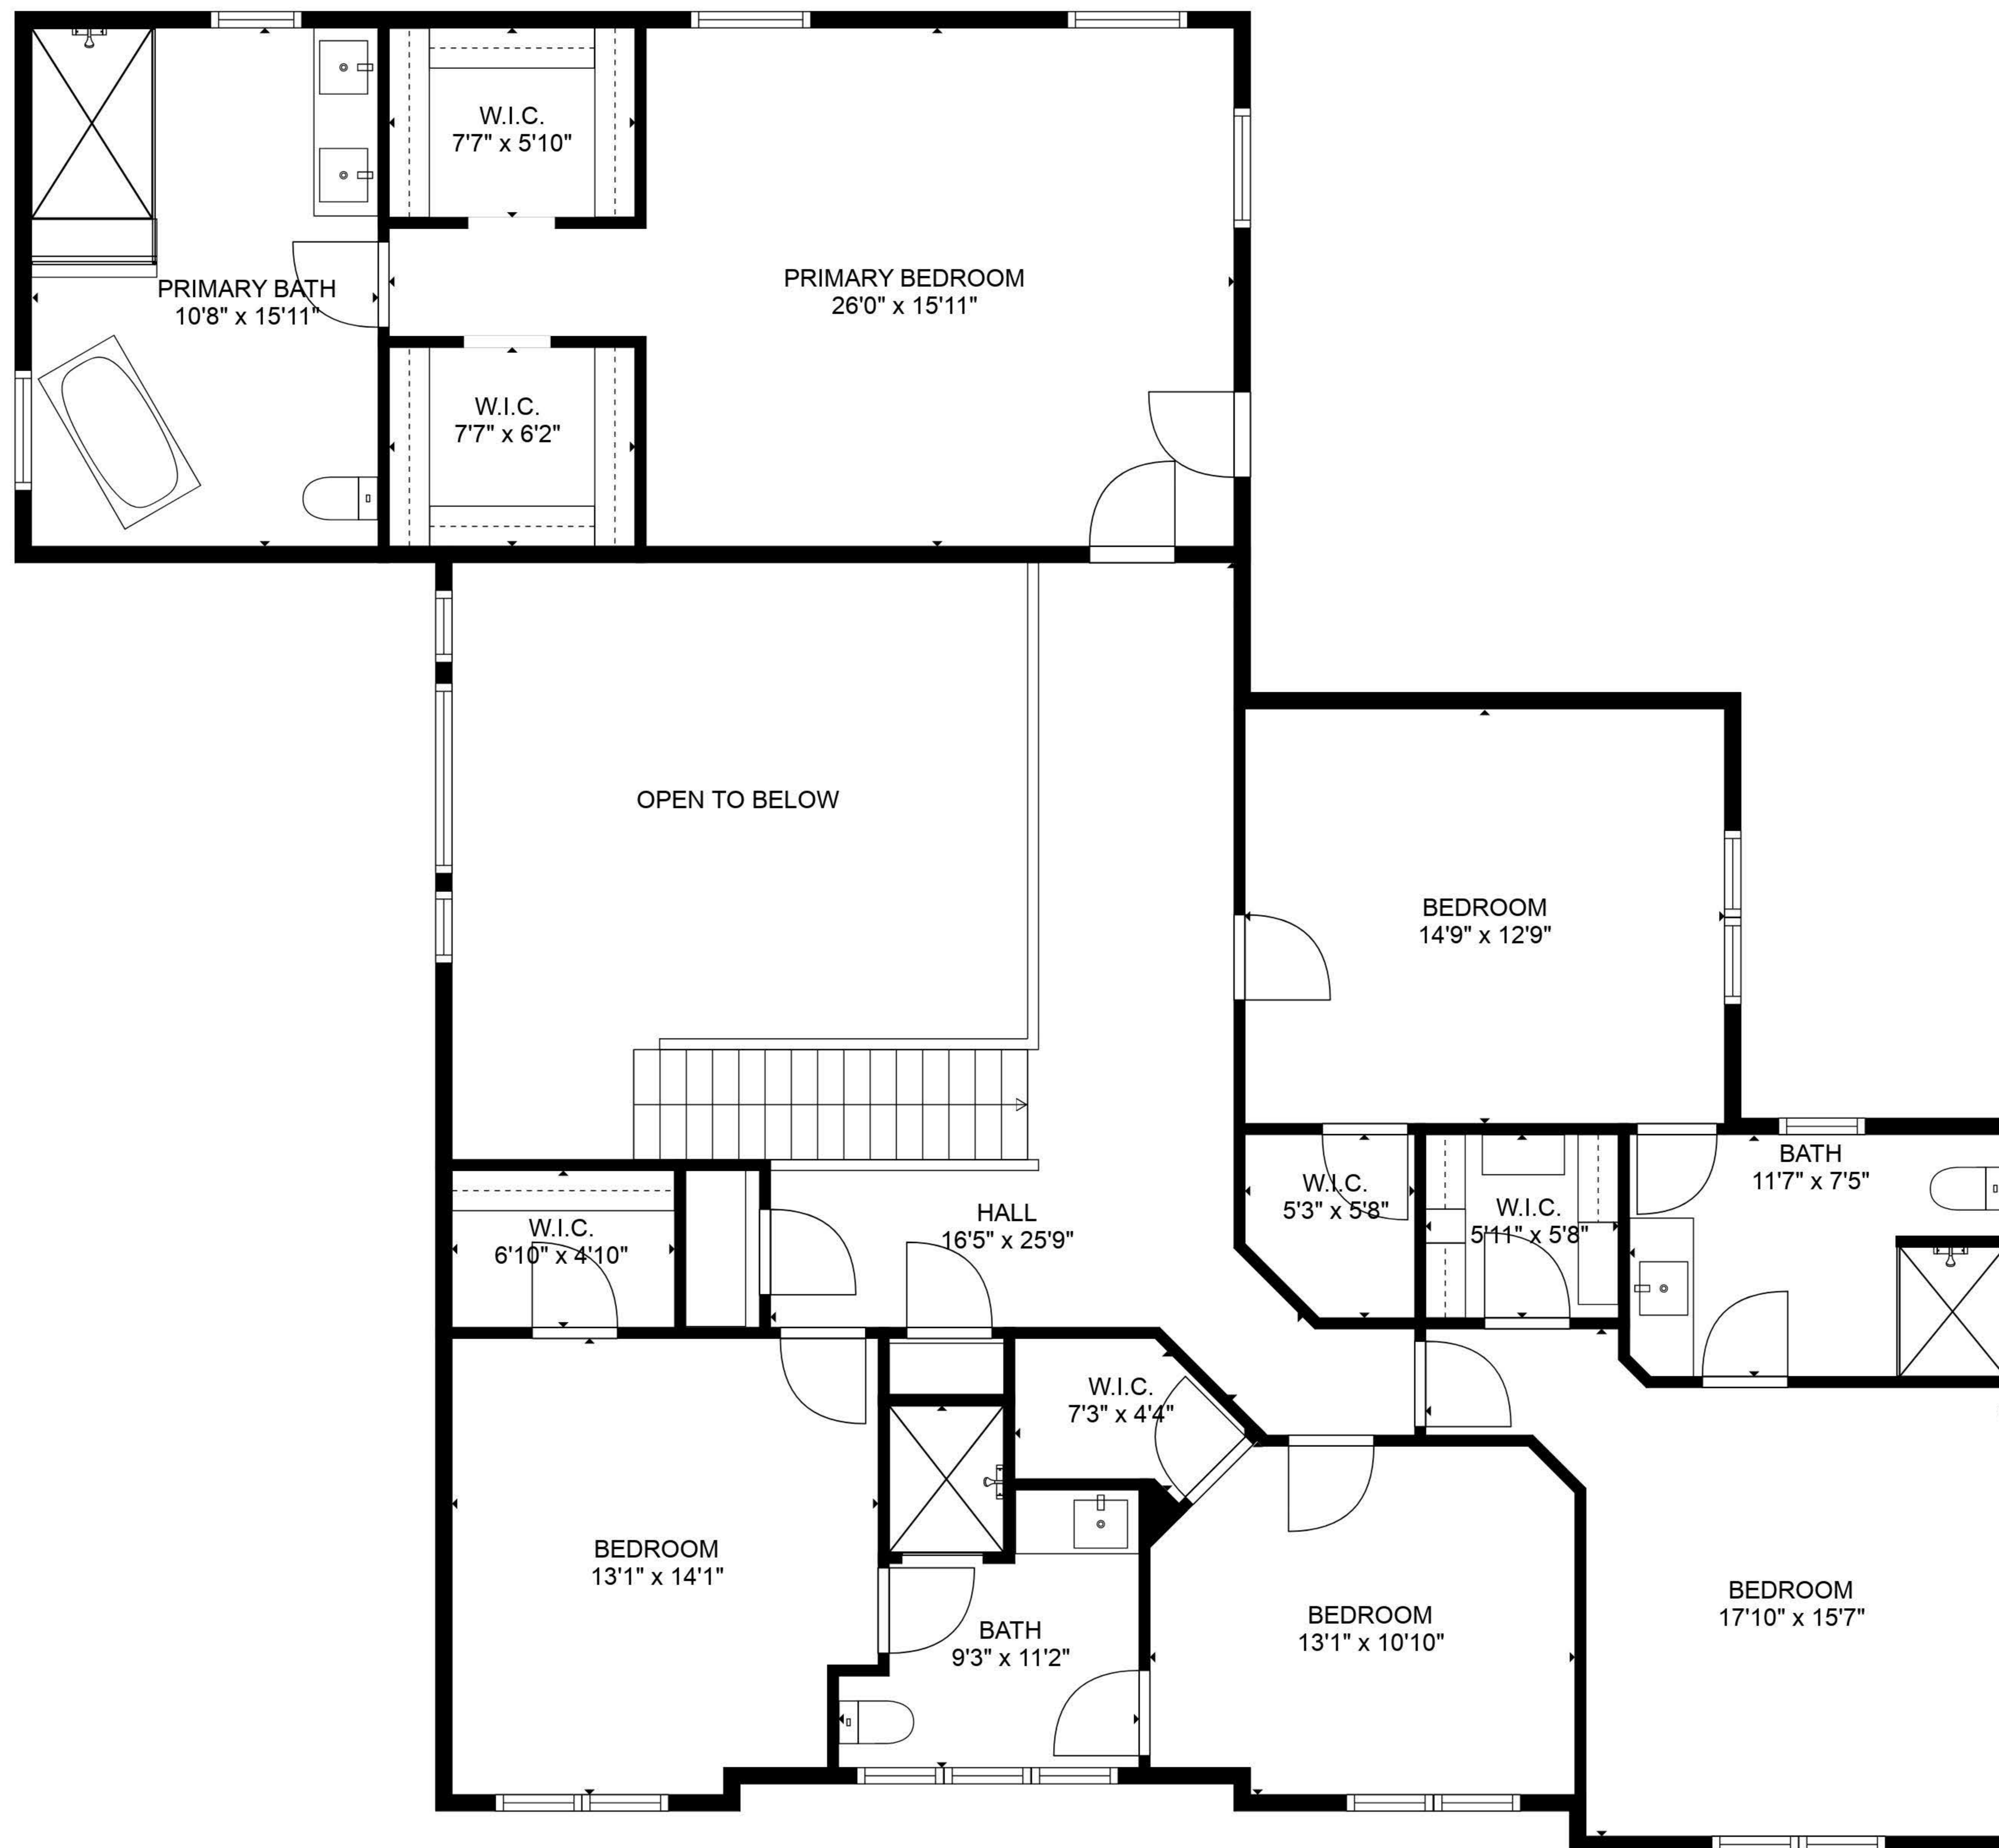 W.I.C.
7'7" x 5'10"
PRIMARY BEDROOM
26'0" x 15'11"
PRIMARY BATH
10'8" x 15'11"
W.I.C.
7'7" x 6'2"
OPEN TO BELOW
BEDROOM
14'9" x 12'9"
BATH
11'7" x 7'5"
W.I.C.
5'3" x 5'8"
W.I.C.
5'11" x 5'8"
HALL
16'5" x 25'9"
W.I.C.
6'10" x 4'10"
W.I.C.
7'3" x 4'4"
BEDROOM
13'1" x 14'1"
BEDROOM
17'10" x 15'7"
BEDROOM
13'1" x 10'10"
BATH
9'3" x 11'2"